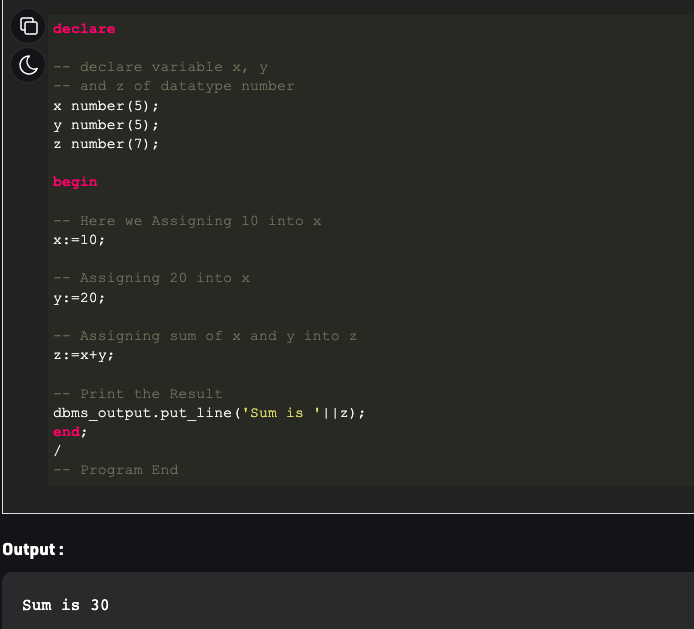 declare
-- declare variable x, y
-- and z of datatype number
x number(5);
y number(5);
z number(7);
begin
-- Here we Assigning 10 into x
x:=10;
-- Assigning 20 into x
y:=20;
-- Assigning sum of x and y into z
z:=x+y;
-- Print the Result
dbms_output.put_line('Sum is '||z);
end;
/
-- Program End
Output :
Sum is 30